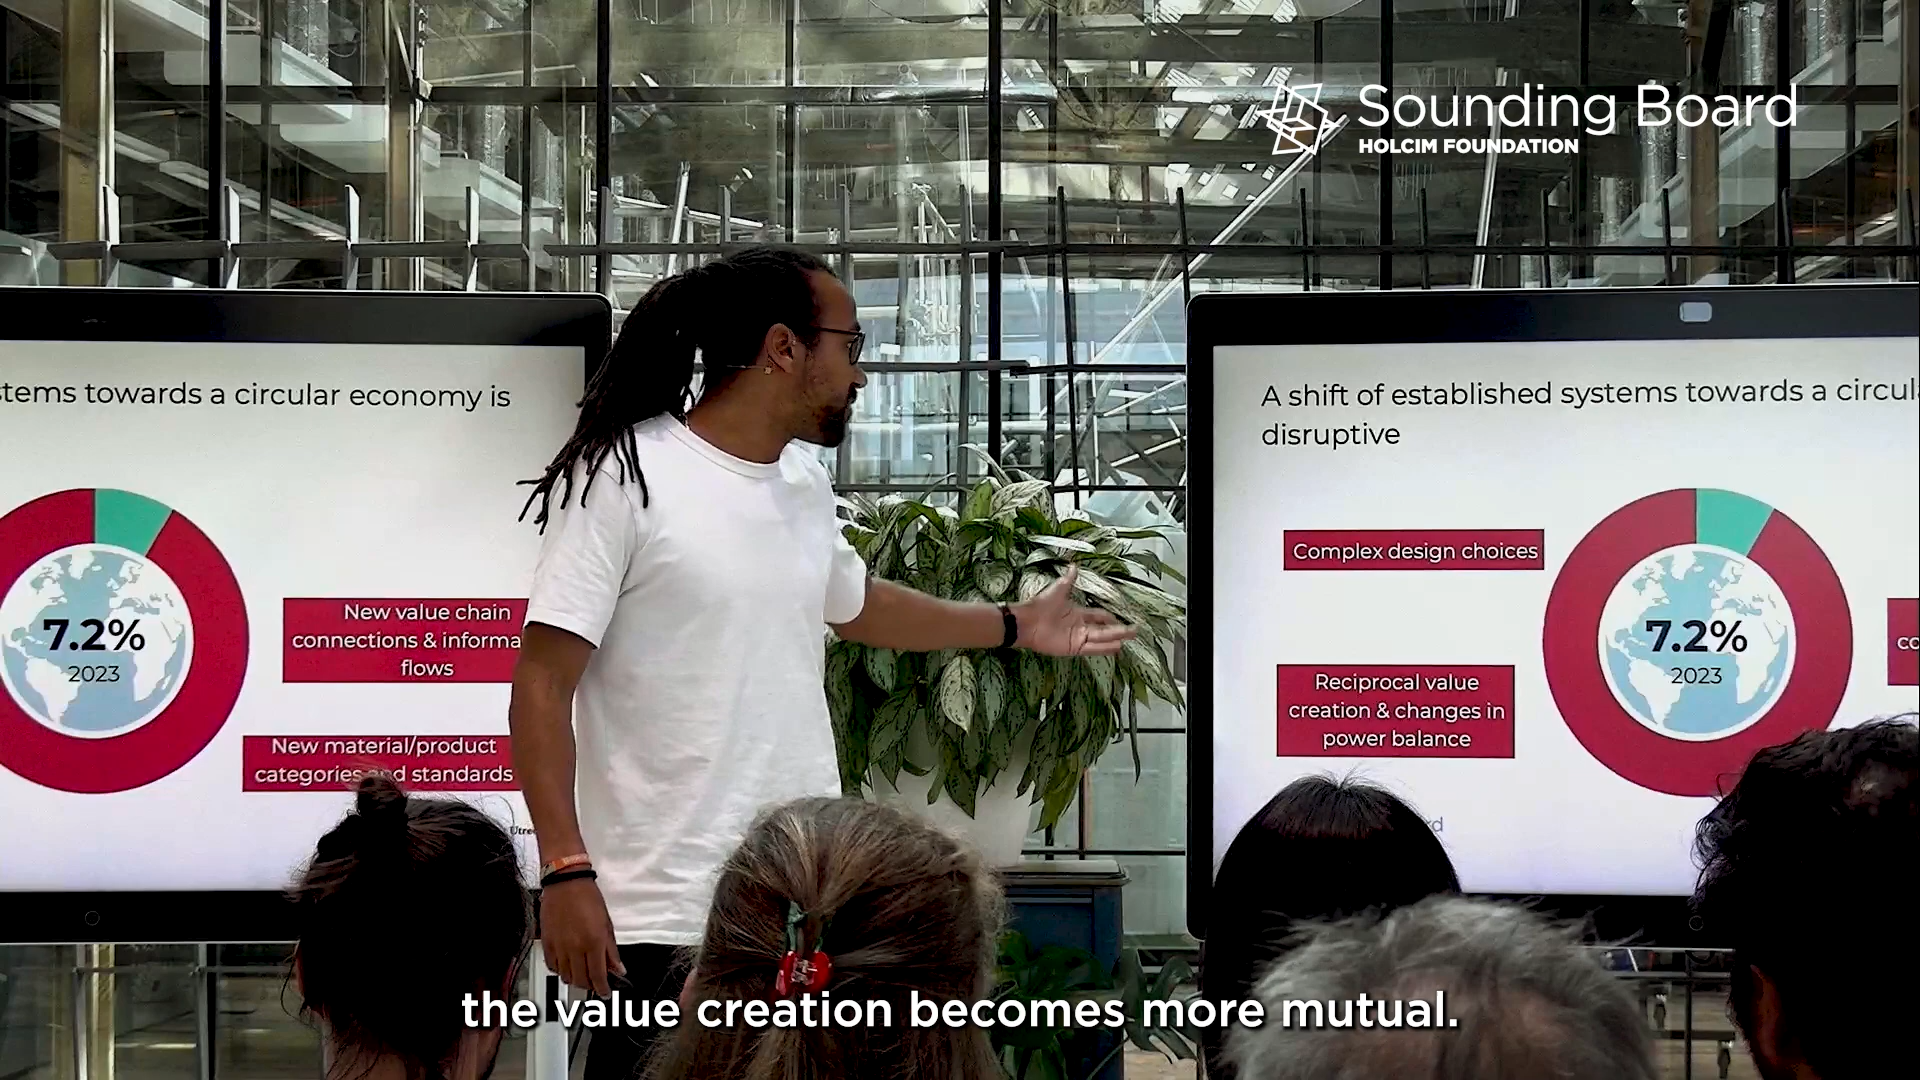 Sounding Board
HOLCIM FOUNDATION
stems towards a circular economy is
7.2%
2023
New value chain
connections & informa
flows
New material/product
categories and standards
A shift of established systems towards a circul
disruptive
Complex design choices
Reciprocal value
creation & changes in
power balance
7.2%
2023
the value creation becomes more mutual.